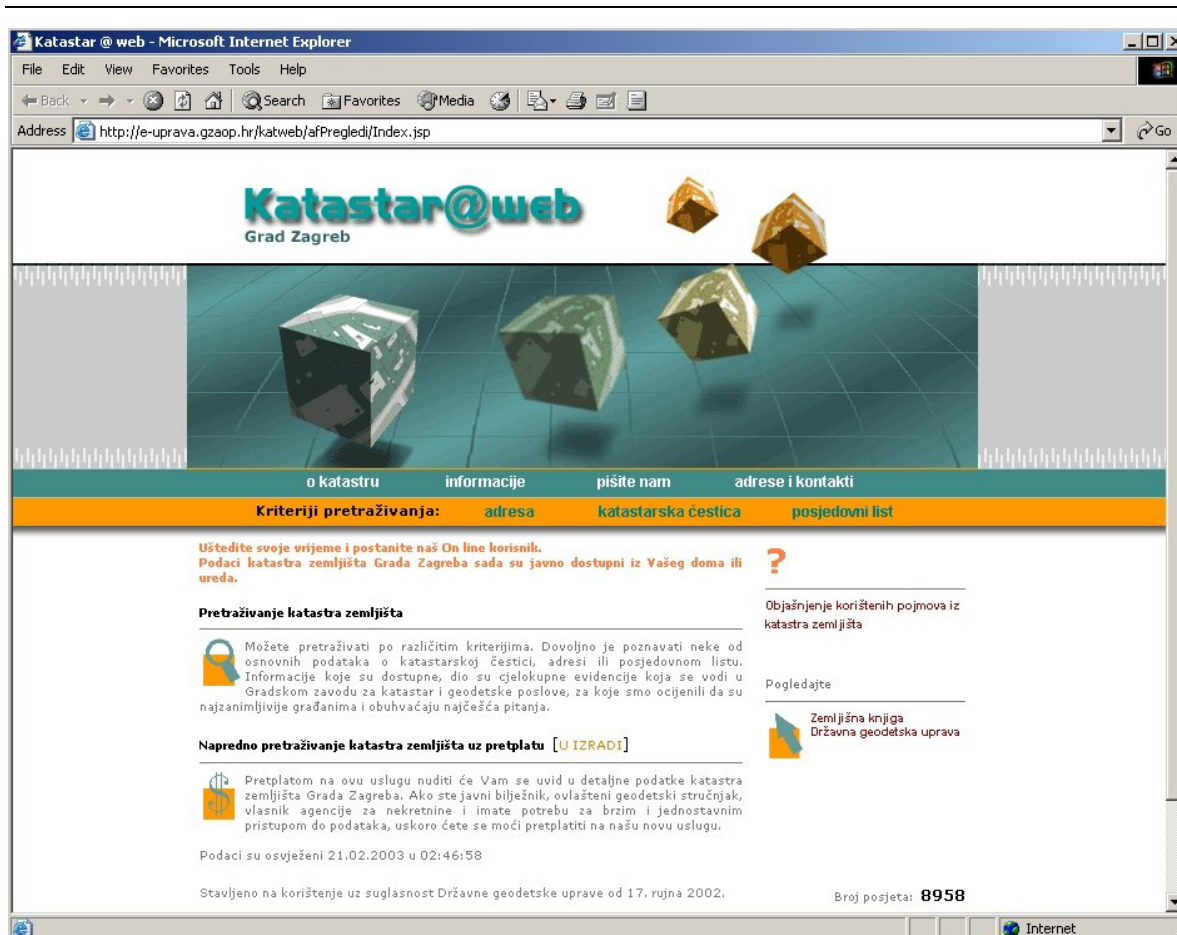 Katastar @ web - Microsoft Internet Explorer
File Edit View Favorites Tools Help
Back Search Favorites Media
Address http://e-uprava.gzaop.hr/katweb/afPregledi/Index.jsp Go
Katastar@web
Grad Zagreb
o katastru informacije pišite nam adrese i kontakti
Kriteriji pretraživanja: adresa katastarska čestica posjedovni list
Uštedite svoje vrijeme i postanite naš On line korisnik.
Podaci katastra zemljišta Grada Zagreba sada su javno dostupni iz Vašeg doma ili
ureda.
Pretraživanje katastra zemljišta
Možete pretraživati po različitim kriterijima. Dovoljno je poznavati neke od
osnovnih podataka o katastarskoj čestici, adresi ili posjedovnom listu.
Informacije koje su dostupne, dio su cjelokupne evidencije koja se vodi u
Gradskom zavodu za katastar i geodetske poslove, za koje smo ocijenili da su
najzanimljivije građanima i obuhvaćaju najčešća pitanja.
Napredno pretraživanje katastra zemljišta uz pretplatu [U IZRADI]
Pretplatom na ovu uslugu nuditi će Vam se uvid u detaljne podatke katastra
zemljišta Grada Zagreba. Ako ste javni bilježnik, ovlašteni geodetski stručnjak,
vlasnik agencije za nekretnine i imate potrebu za brzim i jednostavnim
pristupom do podataka, uskoro ćete se moći pretplatiti na našu novu uslugu.
Podaci su osvježeni 21.02.2003 u 02:46:58
Stavljeno na korištenje uz suglasnost Državne geodetske uprave od 17. rujna 2002.
?
Objašnjenje korištenih pojmova iz
katastra zemljišta
Pogledajte
Zemljišna knjiga
Državna geodetska uprava
Broj posjeta: 8958
Internet